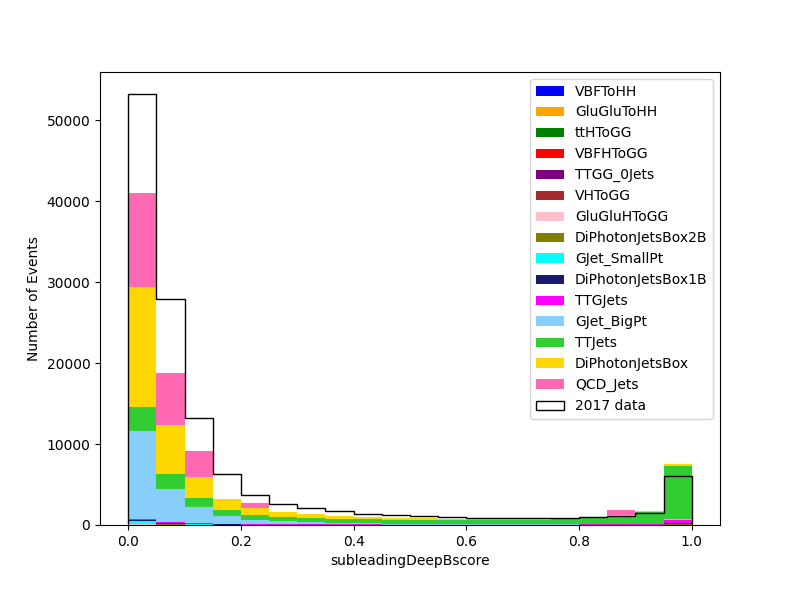 50000
40000
30000
20000
10000
0
Number of Events
0.0
0.2
0.4
0.6
0.8
1.0
subleadingDeepBscore
VBFToHH
GluGluToHH
ttHToGG
VBFHToGG
TTGG_0Jets
VHToGG
GluGluHToGG
DiPhotonJetsBox2B
GJet_SmallPt
DiPhotonJetsBox1B
TTGJets
GJet_BigPt
TTJets
DiPhotonJetsBox
QCD_Jets
2017 data